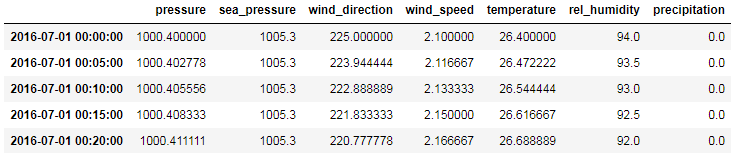 pressure sea_pressure wind_direction wind_speed temperature rel_humidity precipitation
2016-07-01 00:00:00 1000.400000 1005.3 225.000000 2.100000 26.400000 94.0 0.0
2016-07-01 00:05:00 1000.402778 1005.3 223.944444 2.116667 26.472222 93.5 0.0
2016-07-01 00:10:00 1000.405556 1005.3 222.888889 2.133333 26.544444 93.0 0.0
2016-07-01 00:15:00 1000.408333 1005.3 221.833333 2.150000 26.616667 92.5 0.0
2016-07-01 00:20:00 1000.411111 1005.3 220.777778 2.166667 26.688889 92.0 0.0